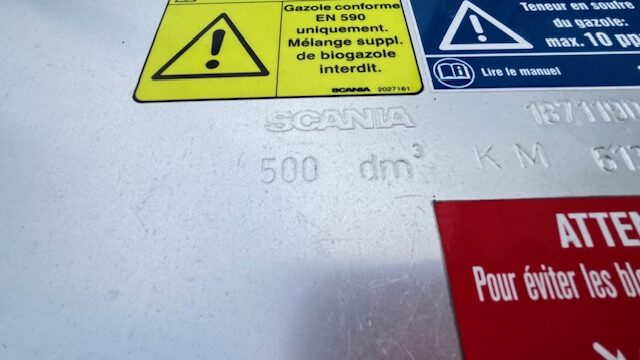 Gazole conforme
EN 590
uniquement.
Mélange suppl.
de biogazole
interdit.
SCANIA 2027161
Teneur en soufre
du gazole:
max. 10 pp
Lire le manuel
SCANIA
500 dm³ KM
Pour éviter les